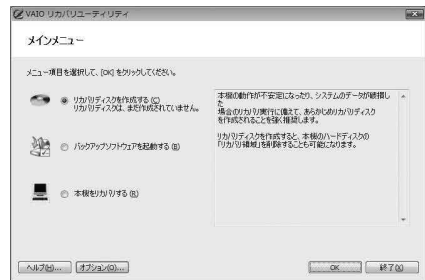 VAIO リカバリユーティリティ
メインメニュー
メニュー項目を選択して、[OK] をクリックしてください。
リカバリディスクを作成する (C)
リカバリディスクは、まだ作成されていません。
バックアップソフトウェアを起動する (B)
本機をリカバリする (R)
本機の動作が不安定になったり、システムのデータが破損し
た
場合のリカバリ実行に備えて、あらかじめリカバリディスク
を作成されることを強く推奨します。
リカバリディスクを作成すると、本機のハードディスクの
「リカバリ領域」を削除することも可能になります。
ヘルプ(H)...
オプション(O)...
OK
終了(X)